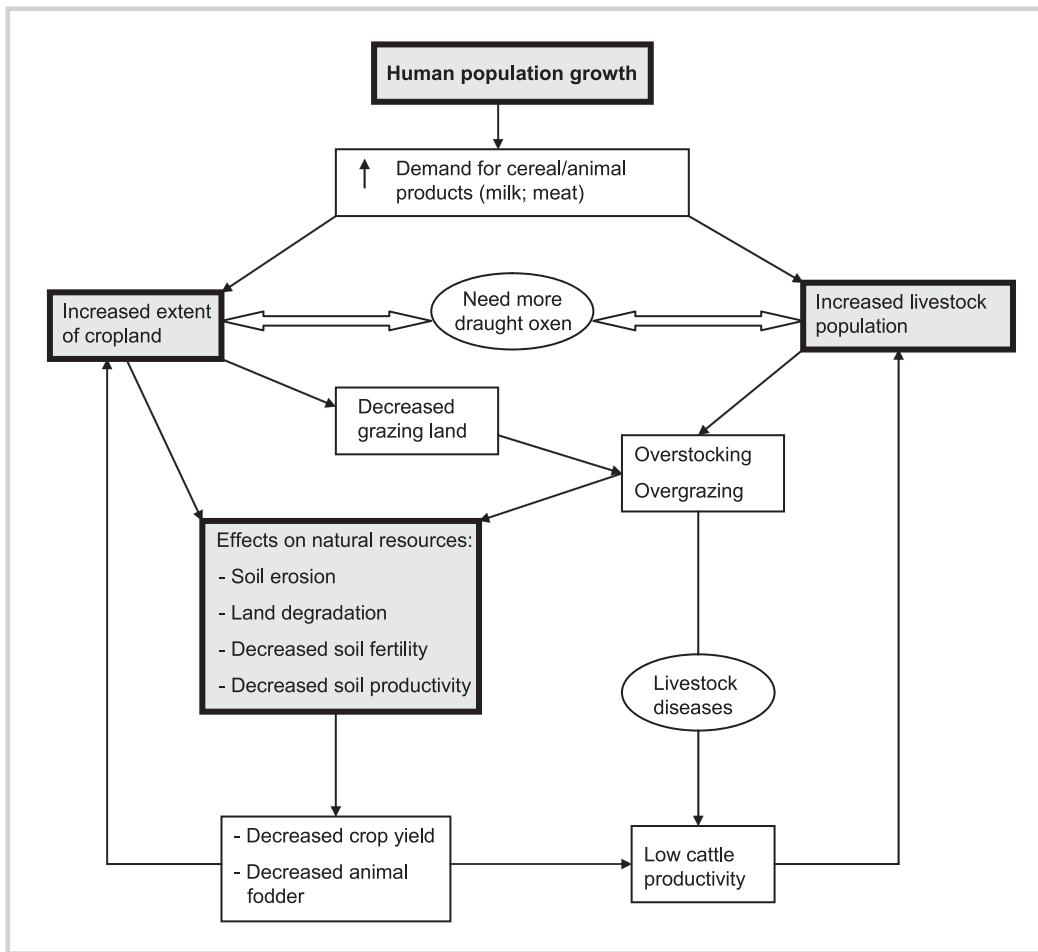 Human population growth
Demand for cereal/animal
products (milk; meat)
Increased extent
of cropland
Need more
draught oxen
Increased livestock
population
Decreased
grazing land
Overstocking
Overgrazing
Effects on natural resources:
- Soil erosion
- Land degradation
- Decreased soil fertility
- Decreased soil productivity
Livestock
diseases
- Decreased crop yield
- Decreased animal
fodder
Low cattle
productivity